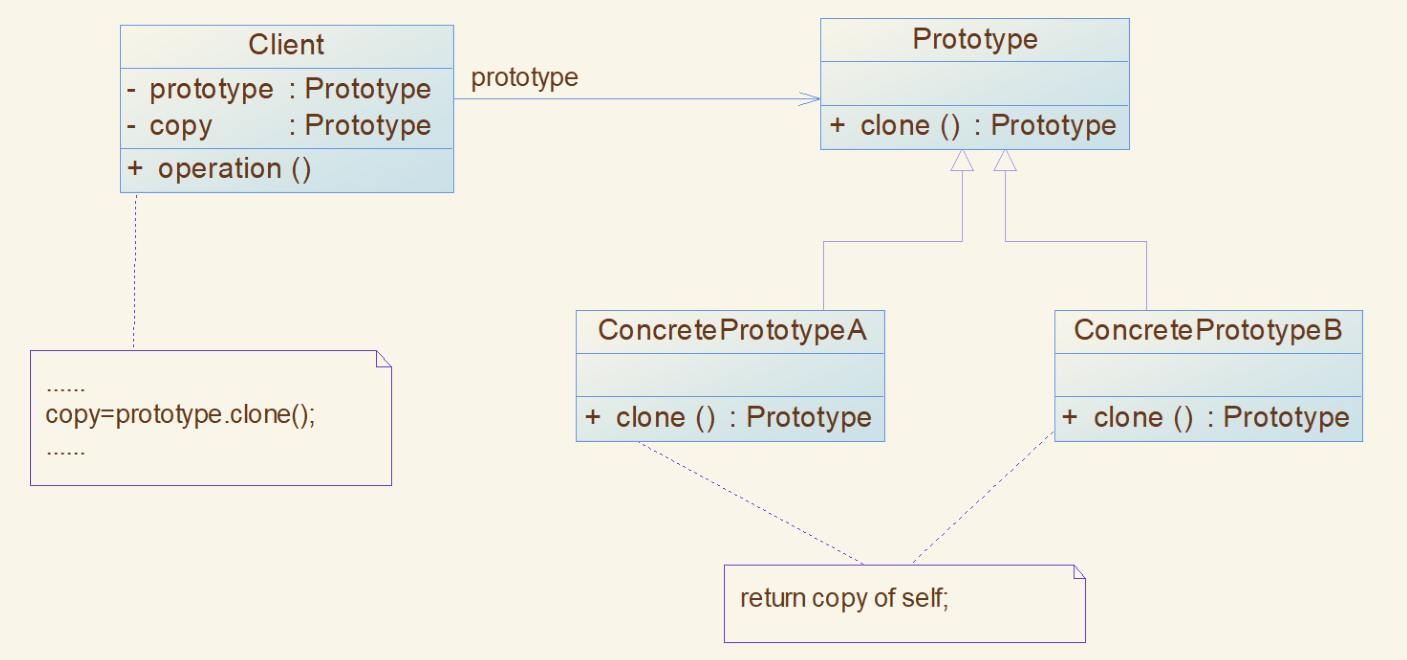 Client
- prototype : Prototype
- copy : Prototype
+ operation ()
prototype
Prototype
+ clone () : Prototype
ConcretePrototypeA
+ clone () : Prototype
ConcretePrototypeB
+ clone () : Prototype
......
copy=prototype.clone();
......
return copy of self;